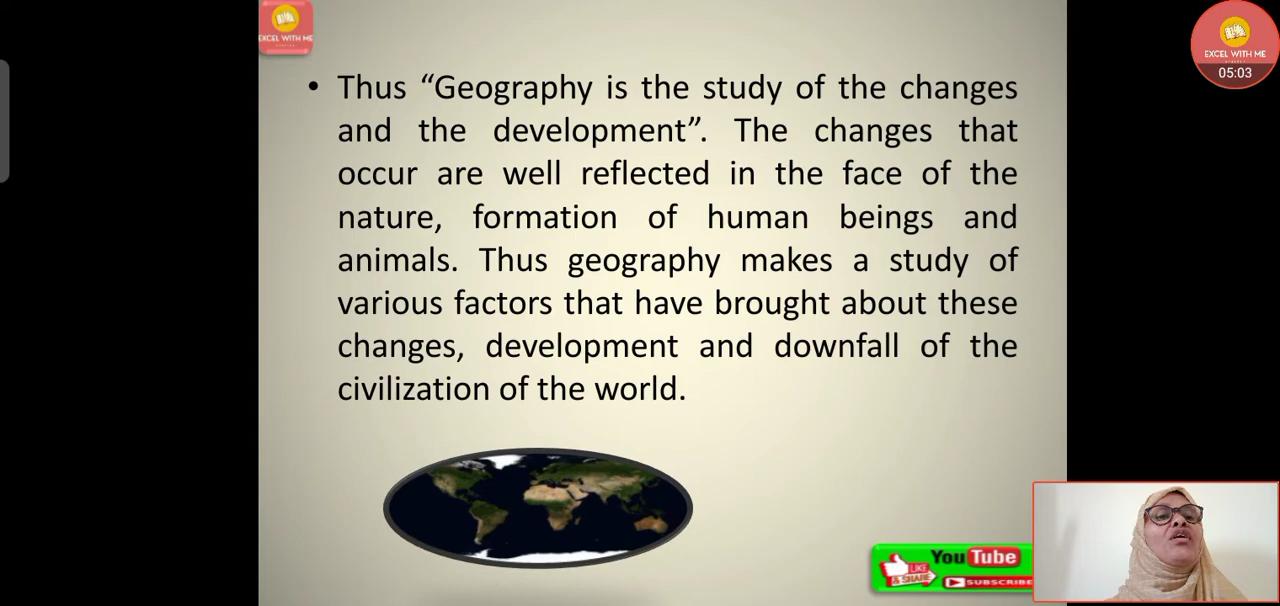 EXCEL WITH ME
EXCEL WITH ME
05:03
• Thus “Geography is the study of the changes
and the development”. The changes that
occur are well reflected in the face of the
nature, formation of human beings and
animals. Thus geography makes a study of
various factors that have brought about these
changes, development and downfall of the
civilization of the world.
LIKE
& SHARE
YouTube
SUBSCRIBE